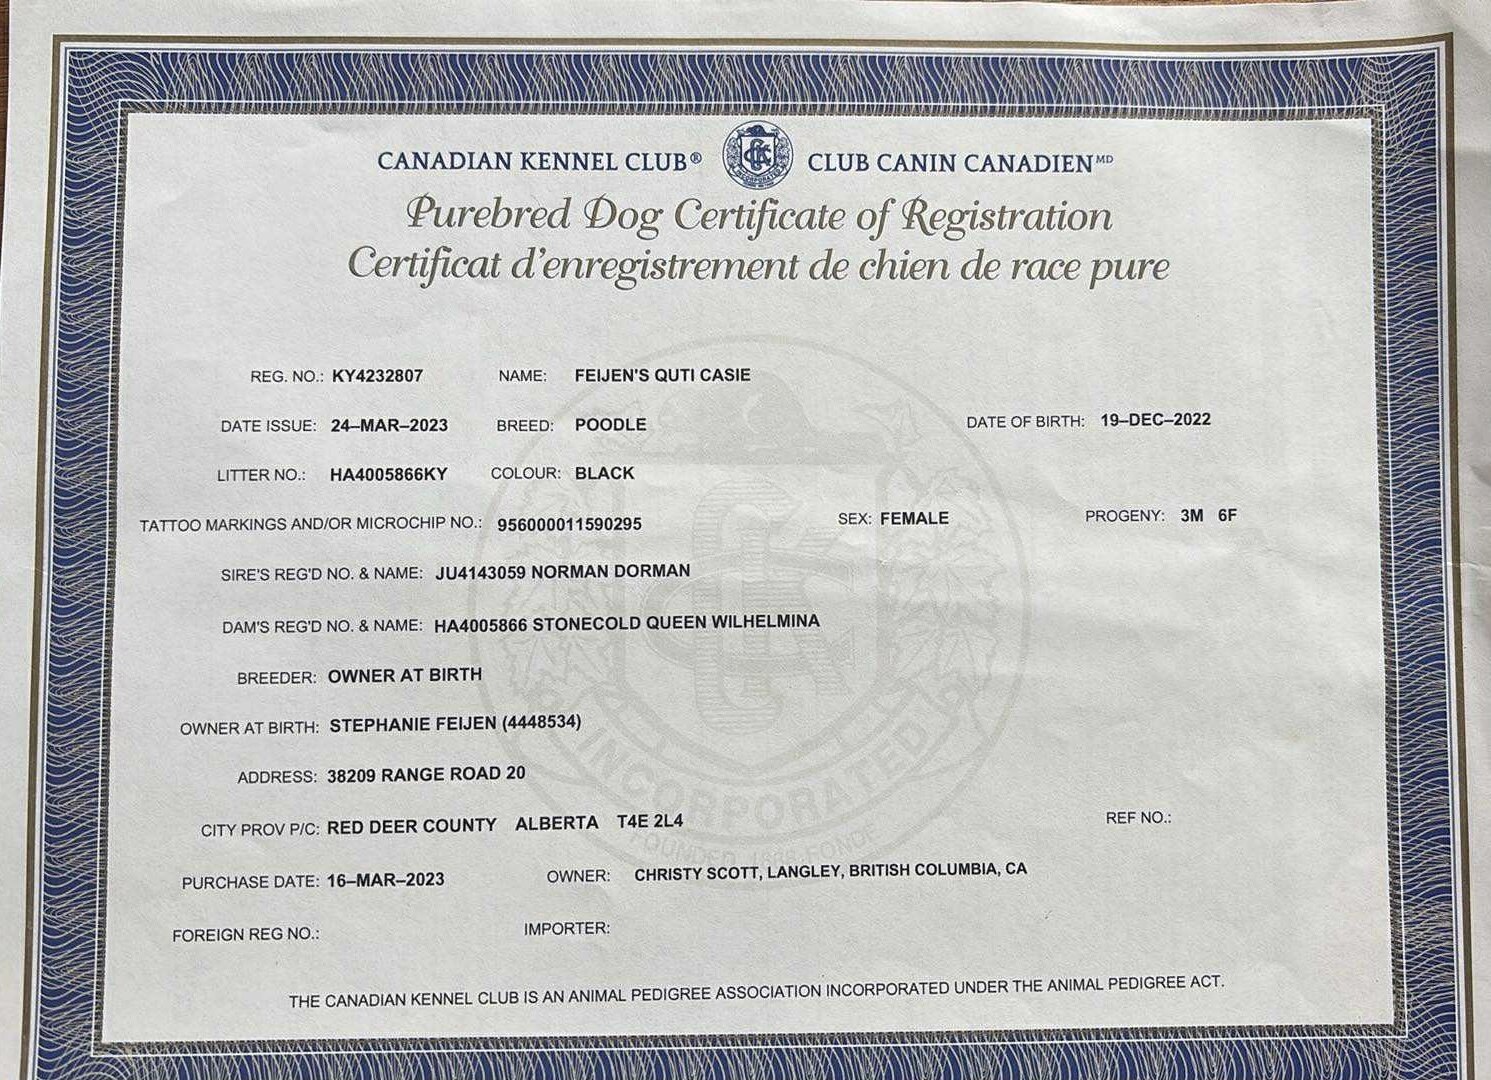 CANADIAN KENNEL CLUB® CLUB CANIN CANADIEN MD
Purebred Dog Certificate of Registration
Certificat d'enregistrement de chien de race pure
REG. NO.: KY4232807 NAME: FEIJEN'S QUTI CASIE
DATE ISSUE: 24–MAR–2023 BREED: POODLE DATE OF BIRTH: 19–DEC–2022
LITTER NO.: HA4005866KY COLOUR: BLACK
TATTOO MARKINGS AND/OR MICROCHIP NO.: 956000011590295 SEX: FEMALE PROGENY: 3M 6F
SIRE'S REG'D NO. & NAME: JU4143059 NORMAN DORMAN
DAM'S REG'D NO. & NAME: HA4005866 STONECOLD QUEEN WILHELMINA
BREEDER: OWNER AT BIRTH
OWNER AT BIRTH: STEPHANIE FEIJEN (4448534)
ADDRESS: 38209 RANGE ROAD 20
CITY PROV P/C: RED DEER COUNTY ALBERTA T4E 2L4 REF NO.:
PURCHASE DATE: 16–MAR–2023 OWNER: CHRISTY SCOTT, LANGLEY, BRITISH COLUMBIA, CA
FOREIGN REG NO.: IMPORTER:
THE CANADIAN KENNEL CLUB IS AN ANIMAL PEDIGREE ASSOCIATION INCORPORATED UNDER THE ANIMAL PEDIGREE ACT.
INCORPORATED